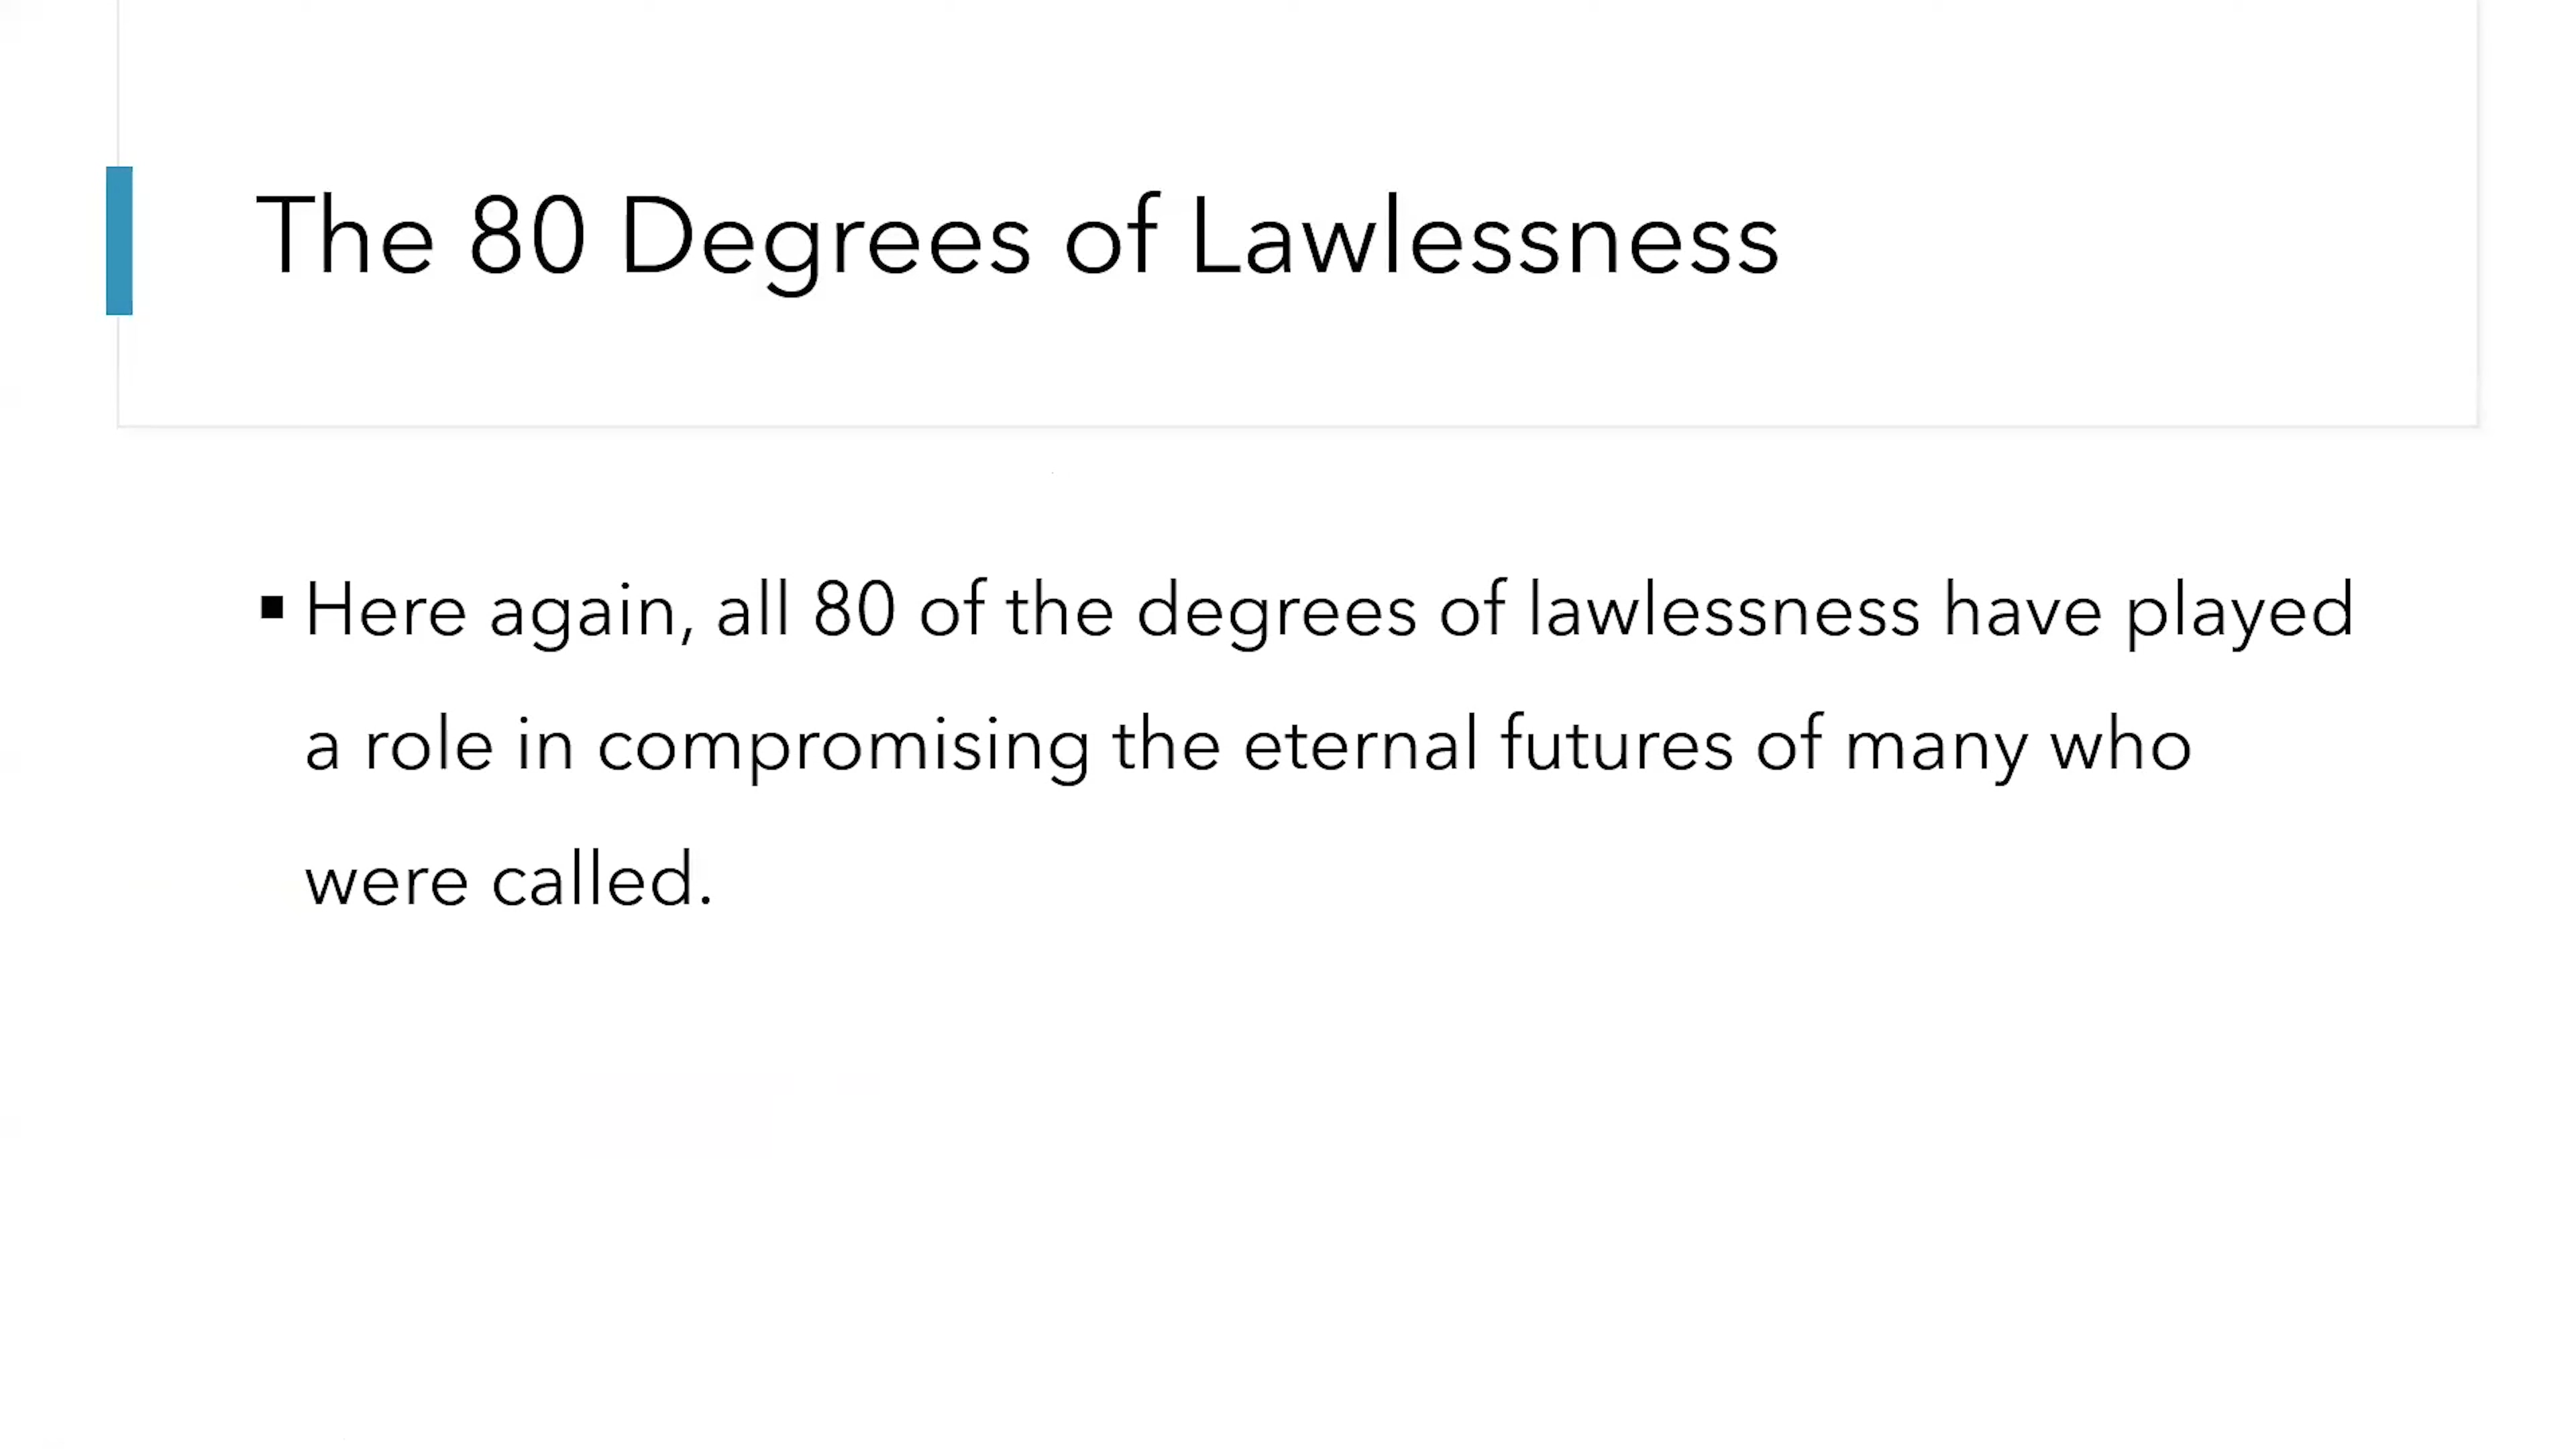 The 80 Degrees of Lawlessness
▪ Here again, all 80 of the degrees of lawlessness have played
a role in compromising the eternal futures of many who
were called.